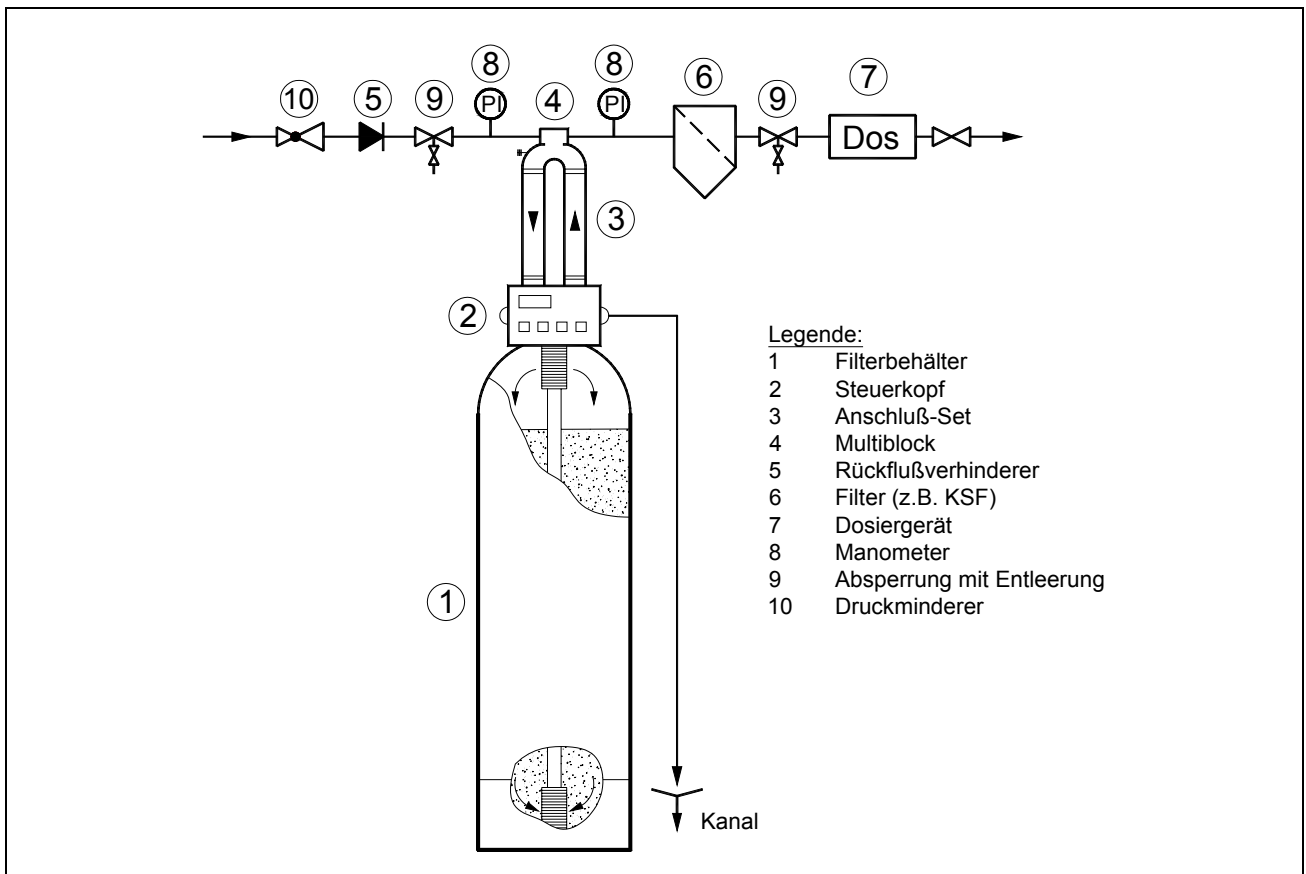 8
8
6
7
10
5
9
4
9
PI
PI
Dos
3
2
Legende:
1 Filterbehälter
2 Steuerkopf
3 Anschluß-Set
4 Multiblock
5 Rückflußverhinderer
6 Filter (z.B. KSF)
7 Dosiergerät
8 Manometer
9 Absperrung mit Entleerung
10 Druckminderer
1
Kanal